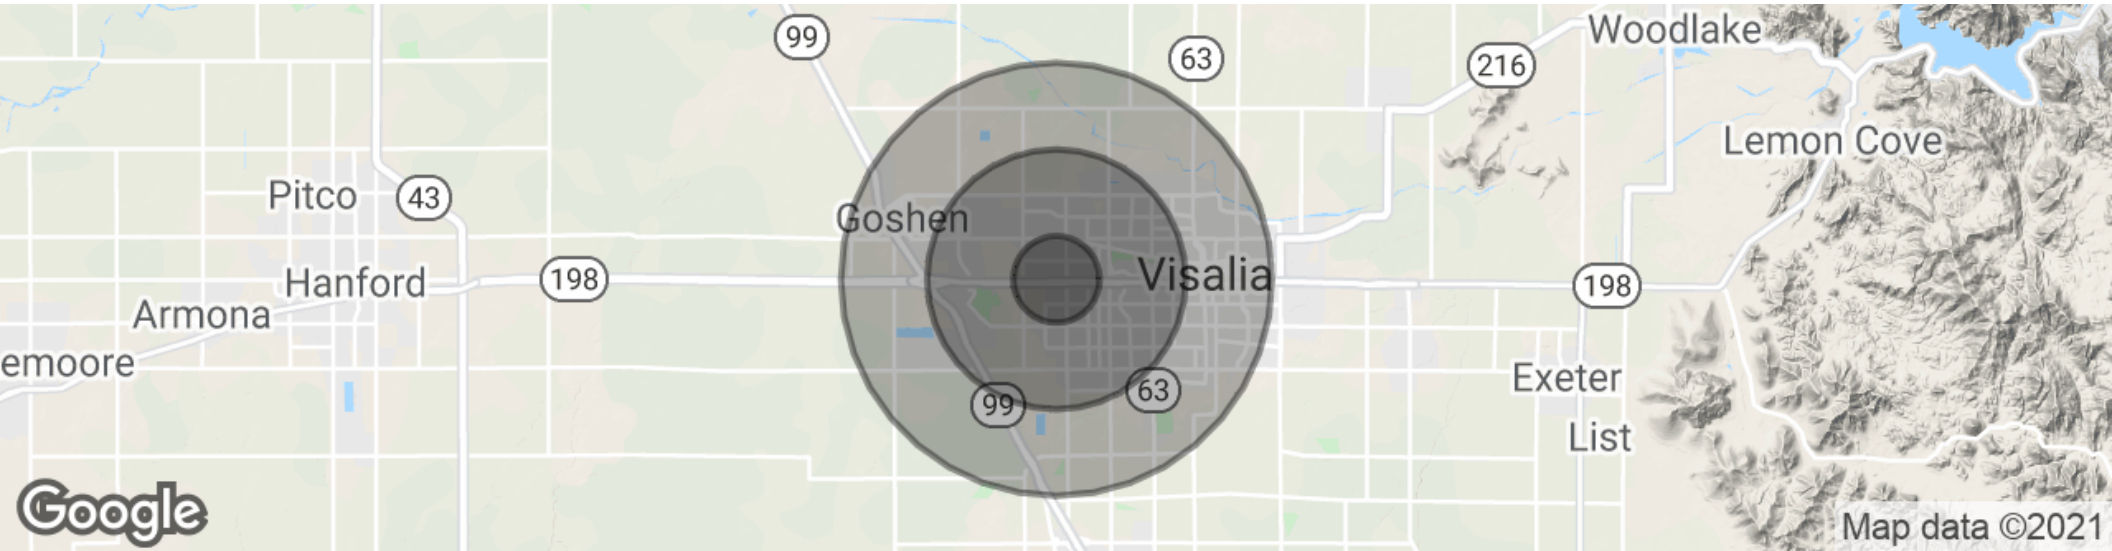 99
63
216
Woodlake
Lemon Cove
Pitco
43
Goshen
198
Hanford
Visalia
198
Armona
emoore
99
63
Exeter
List
Google
Map data ©2021